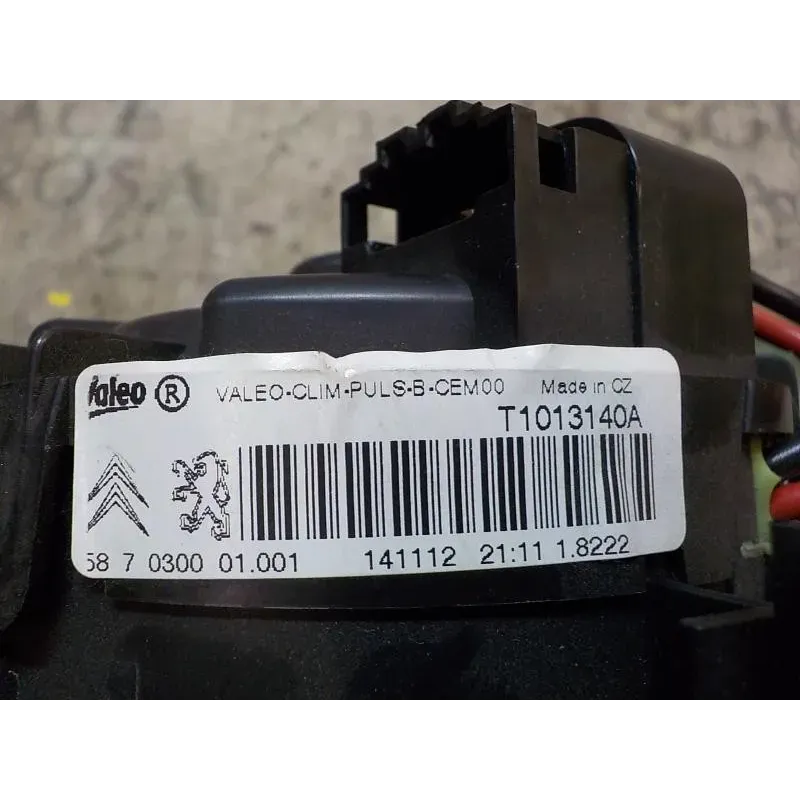 Valeo ® VALEO-CLIM-PULS-B-CEM00 Made in CZ
T1013140A
58 7 0300 01.001 141112 21:11 1.8222